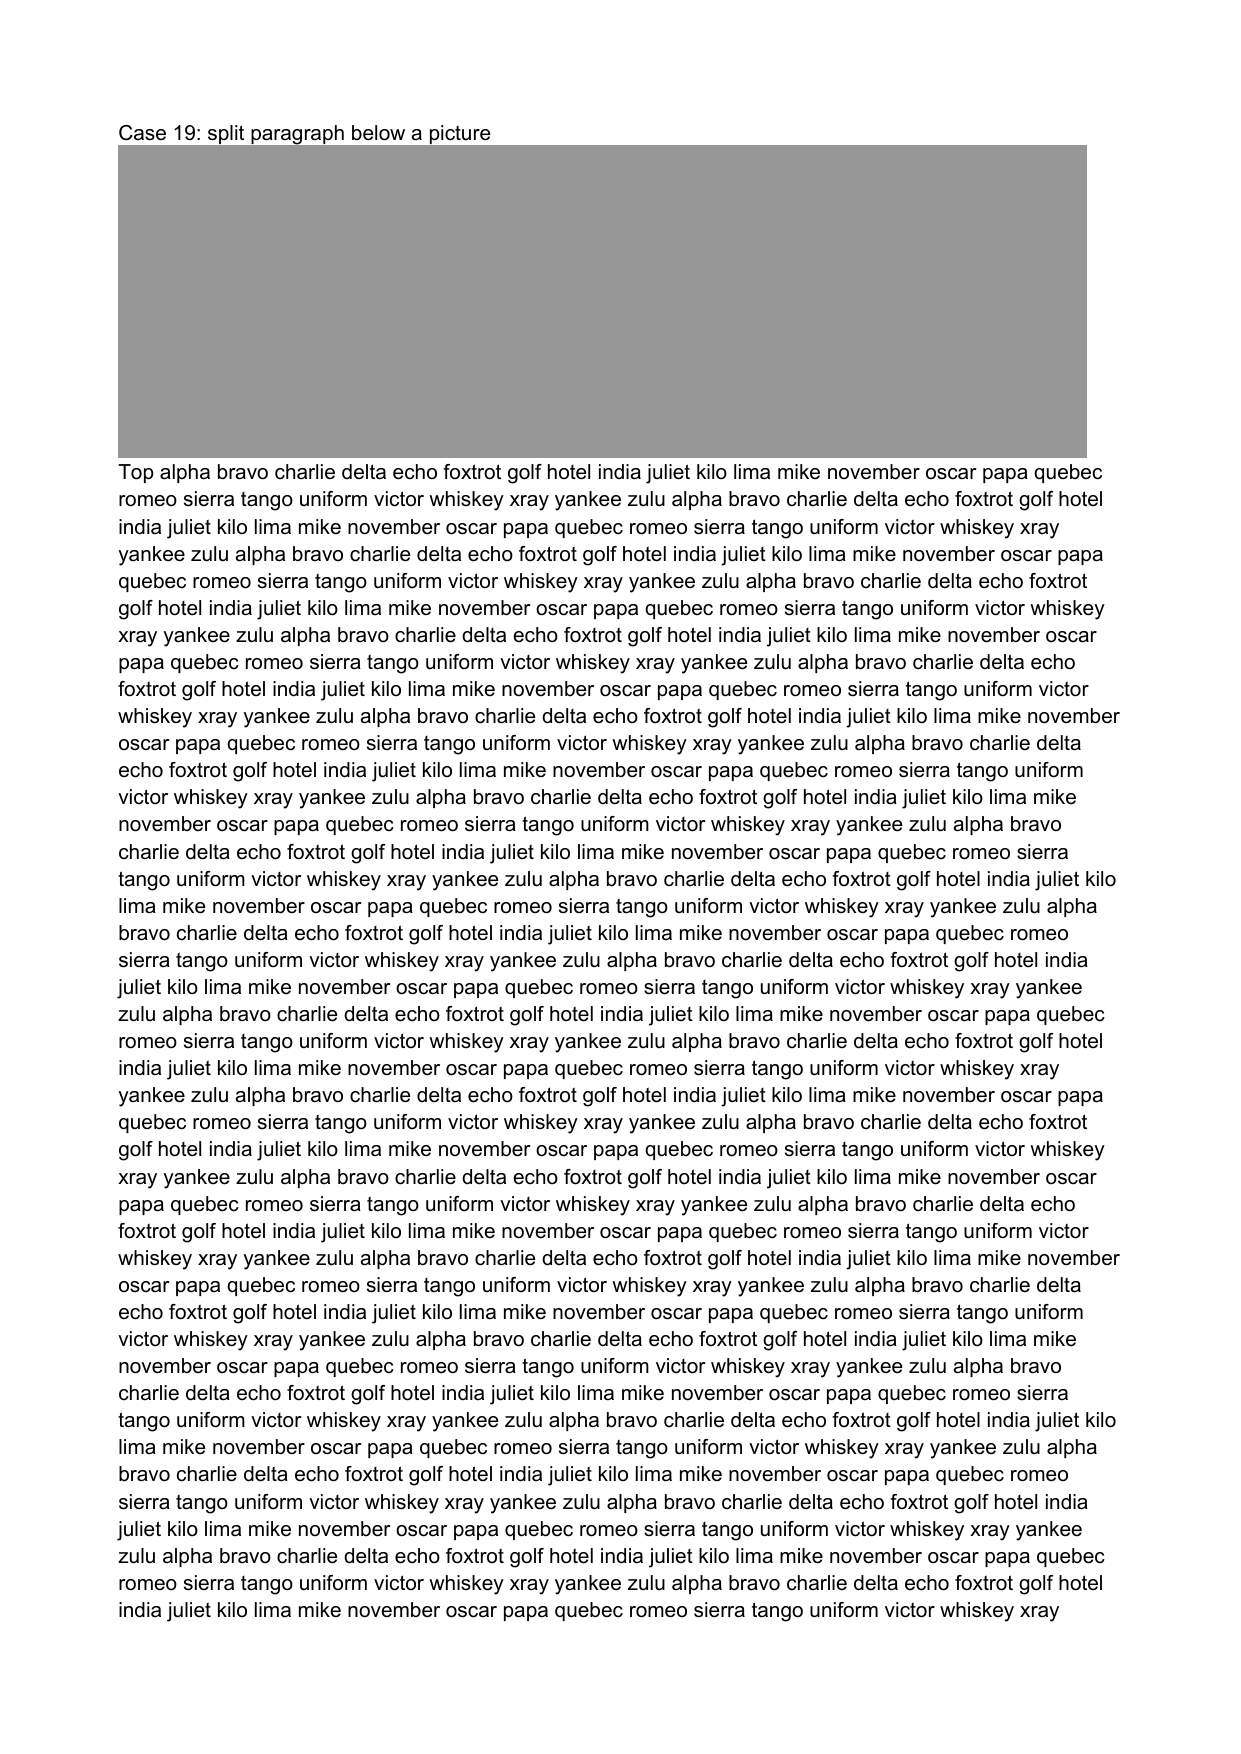 Case 19: split paragraph below a picture
Top alpha bravo charlie delta echo foxtrot golf hotel india juliet kilo lima mike november oscar papa quebec
romeo sierra tango uniform victor whiskey xray yankee zulu alpha bravo charlie delta echo foxtrot golf hotel
india juliet kilo lima mike november oscar papa quebec romeo sierra tango uniform victor whiskey xray
yankee zulu alpha bravo charlie delta echo foxtrot golf hotel india juliet kilo lima mike november oscar papa
quebec romeo sierra tango uniform victor whiskey xray yankee zulu alpha bravo charlie delta echo foxtrot
golf hotel india juliet kilo lima mike november oscar papa quebec romeo sierra tango uniform victor whiskey
xray yankee zulu alpha bravo charlie delta echo foxtrot golf hotel india juliet kilo lima mike november oscar
papa quebec romeo sierra tango uniform victor whiskey xray yankee zulu alpha bravo charlie delta echo
foxtrot golf hotel india juliet kilo lima mike november oscar papa quebec romeo sierra tango uniform victor
whiskey xray yankee zulu alpha bravo charlie delta echo foxtrot golf hotel india juliet kilo lima mike november
oscar papa quebec romeo sierra tango uniform victor whiskey xray yankee zulu alpha bravo charlie delta
echo foxtrot golf hotel india juliet kilo lima mike november oscar papa quebec romeo sierra tango uniform
victor whiskey xray yankee zulu alpha bravo charlie delta echo foxtrot golf hotel india juliet kilo lima mike
november oscar papa quebec romeo sierra tango uniform victor whiskey xray yankee zulu alpha bravo
charlie delta echo foxtrot golf hotel india juliet kilo lima mike november oscar papa quebec romeo sierra
tango uniform victor whiskey xray yankee zulu alpha bravo charlie delta echo foxtrot golf hotel india juliet kilo
lima mike november oscar papa quebec romeo sierra tango uniform victor whiskey xray yankee zulu alpha
bravo charlie delta echo foxtrot golf hotel india juliet kilo lima mike november oscar papa quebec romeo
sierra tango uniform victor whiskey xray yankee zulu alpha bravo charlie delta echo foxtrot golf hotel india
juliet kilo lima mike november oscar papa quebec romeo sierra tango uniform victor whiskey xray yankee
zulu alpha bravo charlie delta echo foxtrot golf hotel india juliet kilo lima mike november oscar papa quebec
romeo sierra tango uniform victor whiskey xray yankee zulu alpha bravo charlie delta echo foxtrot golf hotel
india juliet kilo lima mike november oscar papa quebec romeo sierra tango uniform victor whiskey xray
yankee zulu alpha bravo charlie delta echo foxtrot golf hotel india juliet kilo lima mike november oscar papa
quebec romeo sierra tango uniform victor whiskey xray yankee zulu alpha bravo charlie delta echo foxtrot
golf hotel india juliet kilo lima mike november oscar papa quebec romeo sierra tango uniform victor whiskey
xray yankee zulu alpha bravo charlie delta echo foxtrot golf hotel india juliet kilo lima mike november oscar
papa quebec romeo sierra tango uniform victor whiskey xray yankee zulu alpha bravo charlie delta echo
foxtrot golf hotel india juliet kilo lima mike november oscar papa quebec romeo sierra tango uniform victor
whiskey xray yankee zulu alpha bravo charlie delta echo foxtrot golf hotel india juliet kilo lima mike november
oscar papa quebec romeo sierra tango uniform victor whiskey xray yankee zulu alpha bravo charlie delta
echo foxtrot golf hotel india juliet kilo lima mike november oscar papa quebec romeo sierra tango uniform
victor whiskey xray yankee zulu alpha bravo charlie delta echo foxtrot golf hotel india juliet kilo lima mike
november oscar papa quebec romeo sierra tango uniform victor whiskey xray yankee zulu alpha bravo
charlie delta echo foxtrot golf hotel india juliet kilo lima mike november oscar papa quebec romeo sierra
tango uniform victor whiskey xray yankee zulu alpha bravo charlie delta echo foxtrot golf hotel india juliet kilo
lima mike november oscar papa quebec romeo sierra tango uniform victor whiskey xray yankee zulu alpha
bravo charlie delta echo foxtrot golf hotel india juliet kilo lima mike november oscar papa quebec romeo
sierra tango uniform victor whiskey xray yankee zulu alpha bravo charlie delta echo foxtrot golf hotel india
juliet kilo lima mike november oscar papa quebec romeo sierra tango uniform victor whiskey xray yankee
zulu alpha bravo charlie delta echo foxtrot golf hotel india juliet kilo lima mike november oscar papa quebec
romeo sierra tango uniform victor whiskey xray yankee zulu alpha bravo charlie delta echo foxtrot golf hotel
india juliet kilo lima mike november oscar papa quebec romeo sierra tango uniform victor whiskey xray